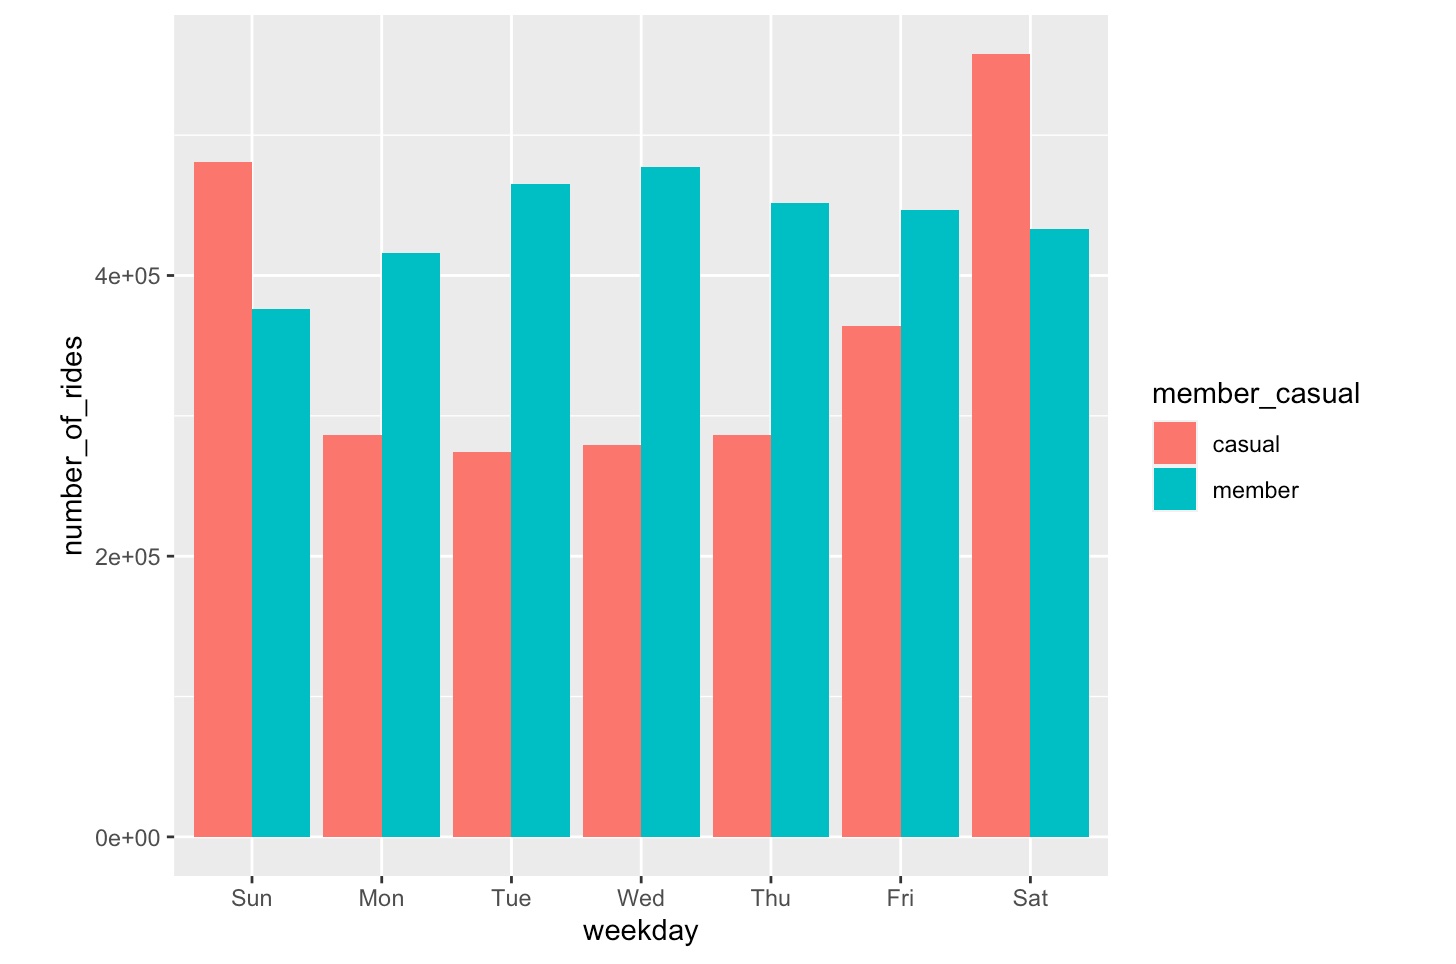 4e+05
2e+05
0e+00
number_of_rides
Sun Mon Tue Wed Thu Fri Sat
weekday
member_casual
casual
member